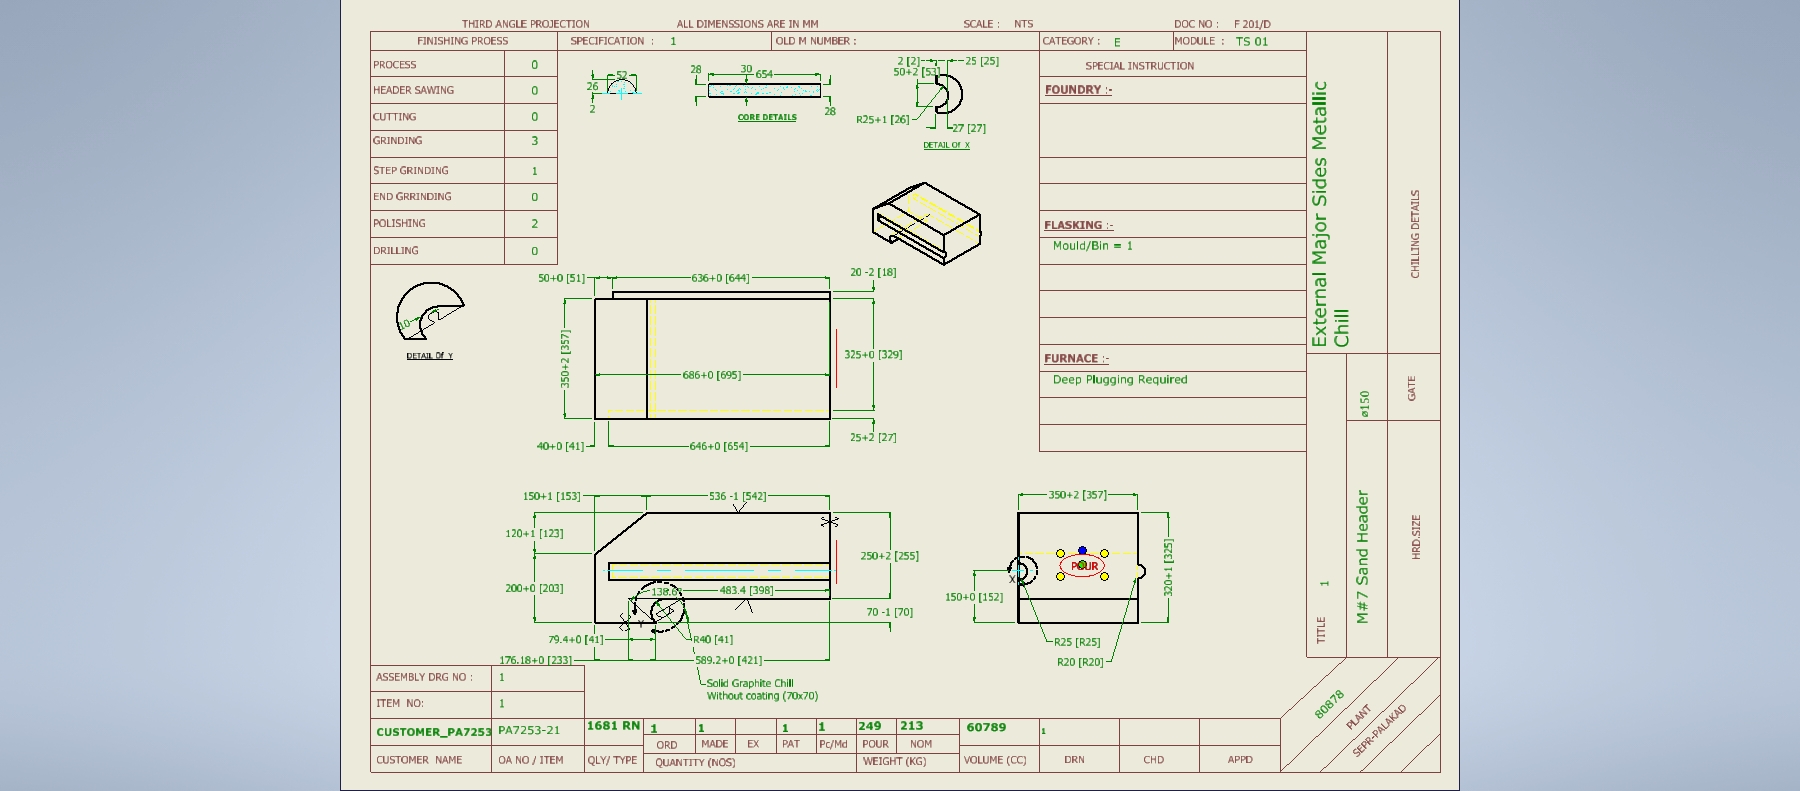 THIRD ANGLE PROJECTION ALL DIMENSSIONS ARE IN MM SCALE : NTS DOC NO : F 201/D
FINISHING PROESS SPECIFICATION : 1 OLD M NUMBER : CATEGORY : E MODULE : TS 01
PROCESS 0
HEADER SAWING 0
CUTTING 0
GRINDING 3
STEP GRINDING 1
END GRRINDING 0
POLISHING 2
DRILLING 0
52
26
2
28 30 654
28
CORE DETAILS
2 [2] 25 [25]
50+2 [53]
R25+1 [26]
27 [27]
DETAIL Of X
SPECIAL INSTRUCTION
FOUNDRY :-
FLASKING :-
Mould/Bin = 1
FURNACE :-
Deep Plugging Required
External Major Sides Metallic
Chill
CHILLING DETAILS
ø150
GATE
TITLE 1
M#7 Sand Header
HRD.SIZE
10
DETAIL Of Y
50+0 [51] 636+0 [644] 20 -2 [18]
350+2 [357]
325+0 [329]
686+0 [695]
25+2 [27]
40+0 [41] 646+0 [654]
150+1 [153] 536 -1 [542]
120+1 [123]
250+2 [255]
200+0 [203]
483.4 [398]
70 -1 [70]
Y
79.4+0 [41] R40 [41]
176.18+0 [233] 589.2+0 [421]
Solid Graphite Chill
Without coating (70x70)
350+2 [357]
POUR
X
320+1 [325]
150+0 [152]
R25 [R25]
R20 [R20]
ASSEMBLY DRG NO : 1
ITEM NO: 1
CUSTOMER_PA7253 PA7253-21 1681 RN 1 1 1 1 249 213 60789 1
ORD MADE EX PAT Pc/Md POUR NOM
CUSTOMER NAME OA NO / ITEM QLY/ TYPE QUANTITY (NOS) WEIGHT (KG) VOLUME (CC) DRN CHD APPD
80878
PLANT
SEPR-PALAKAD